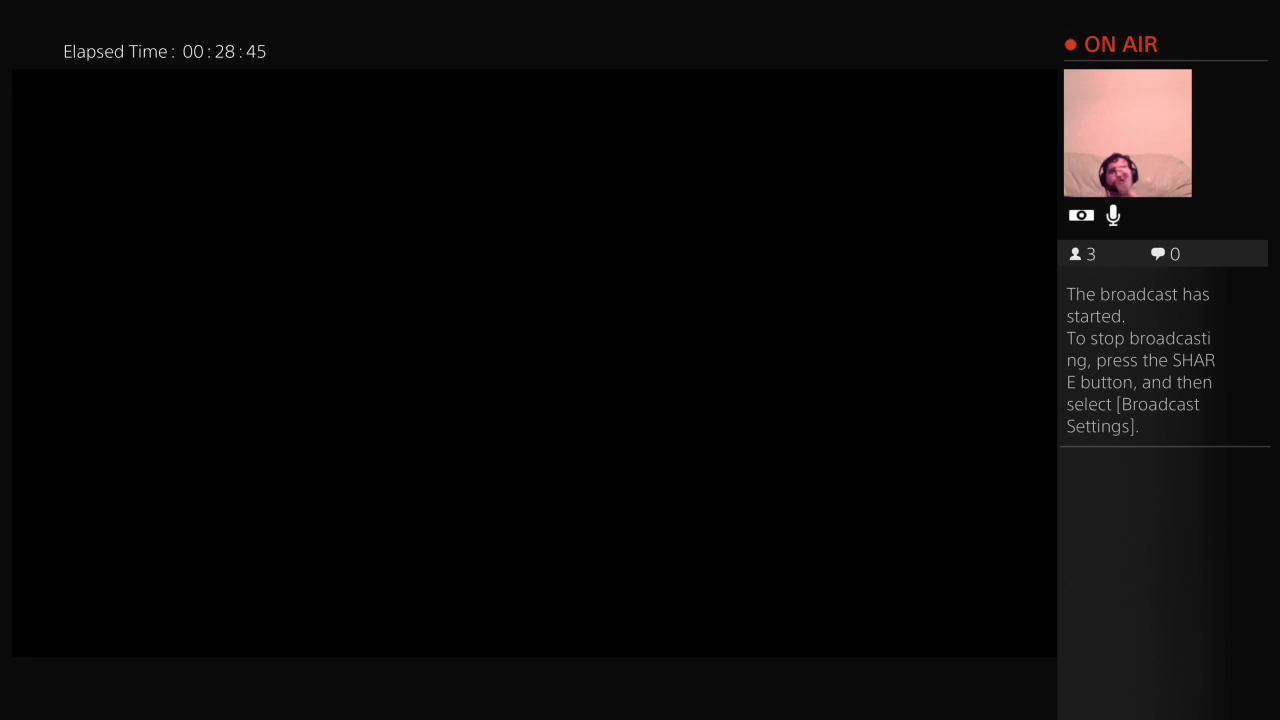 Elapsed Time: 00:28:45
ON AIR
3 0
The broadcast has
started.
To stop broadcasti
ng, press the SHAR
E button, and then
select [Broadcast
Settings].